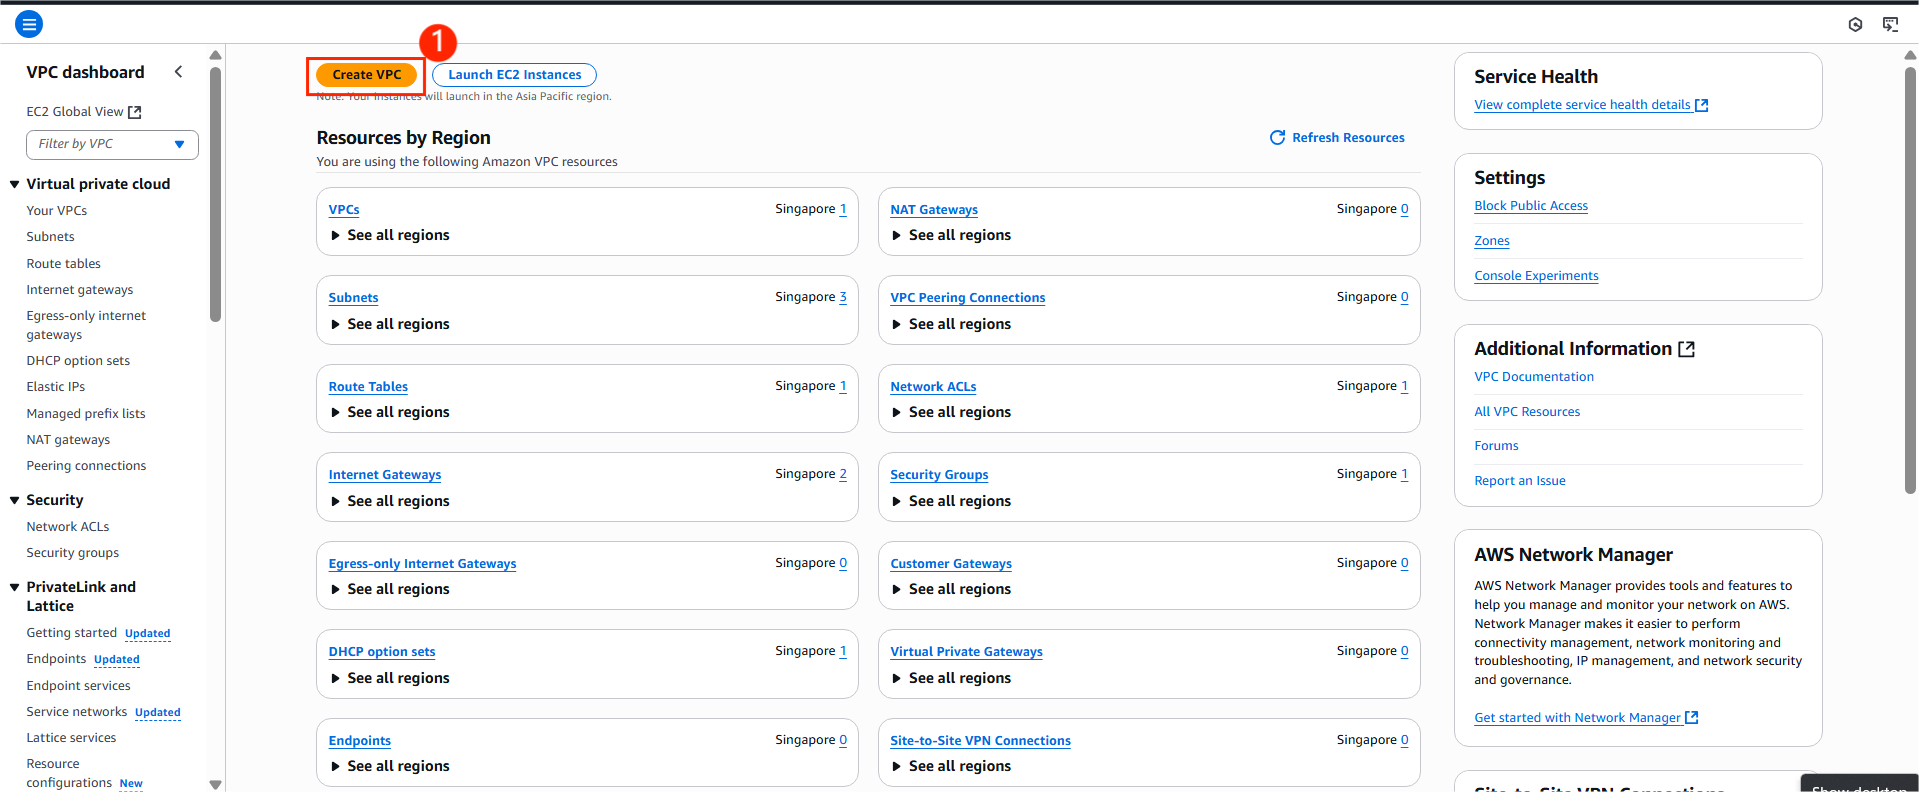 1
VPC dashboard
EC2 Global View
Filter by VPC
Virtual private cloud
Your VPCs
Subnets
Route tables
Internet gateways
Egress-only internet
gateways
DHCP option sets
Elastic IPs
Managed prefix lists
NAT gateways
Peering connections
Security
Network ACLs
Security groups
PrivateLink and
Lattice
Getting started Updated
Endpoints Updated
Endpoint services
Service networks Updated
Lattice services
Resource
configurations New
Create VPC Launch EC2 Instances
Note: Your Instances will launch in the Asia Pacific region.
Resources by Region Refresh Resources
You are using the following Amazon VPC resources
VPCs Singapore 1
See all regions
NAT Gateways Singapore 0
See all regions
Subnets Singapore 3
See all regions
VPC Peering Connections Singapore 0
See all regions
Route Tables Singapore 1
See all regions
Network ACLs Singapore 1
See all regions
Internet Gateways Singapore 2
See all regions
Security Groups Singapore 1
See all regions
Egress-only Internet Gateways Singapore 0
See all regions
Customer Gateways Singapore 0
See all regions
DHCP option sets Singapore 1
See all regions
Virtual Private Gateways Singapore 0
See all regions
Endpoints Singapore 0
See all regions
Site-to-Site VPN Connections Singapore 0
See all regions
Service Health
View complete service health details
Settings
Block Public Access
Zones
Console Experiments
Additional Information
VPC Documentation
All VPC Resources
Forums
Report an Issue
AWS Network Manager
AWS Network Manager provides tools and features to
help you manage and monitor your network on AWS.
Network Manager makes it easier to perform
connectivity management, network monitoring and
troubleshooting, IP management, and network security
and governance.
Get started with Network Manager
Site-to-Site VPN Connections
Show desktop